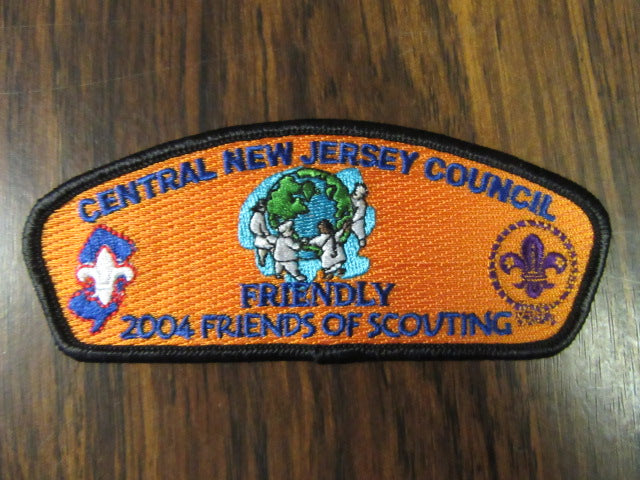 CENTRAL NEW JERSEY COUNCIL
FRIENDLY
2004 FRIENDS OF SCOUTING